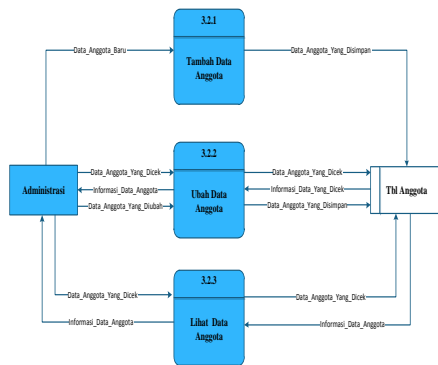 3.2.1
Tambah Data
Anggota
Data_Anggota_Baru
Data_Anggota_Yang_Disimpan
3.2.2
Ubah Data
Anggota
Administrasi
Data_Anggota_Yang_Dicek
Informasi_Data_Anggota
Data_Anggota_Yang_Diubah
Data_Anggota_Yang_Dicek
Informasi_Data_Yang_Dicek
Data_Anggota_Yang_Disimpan
Tbl Anggota
3.2.3
Lihat Data
Anggota
Data_Anggota_Yang_Dicek
Informasi_Data_Anggota
Data_Anggota_Yang_Dicek
Informasi_Data_Anggota